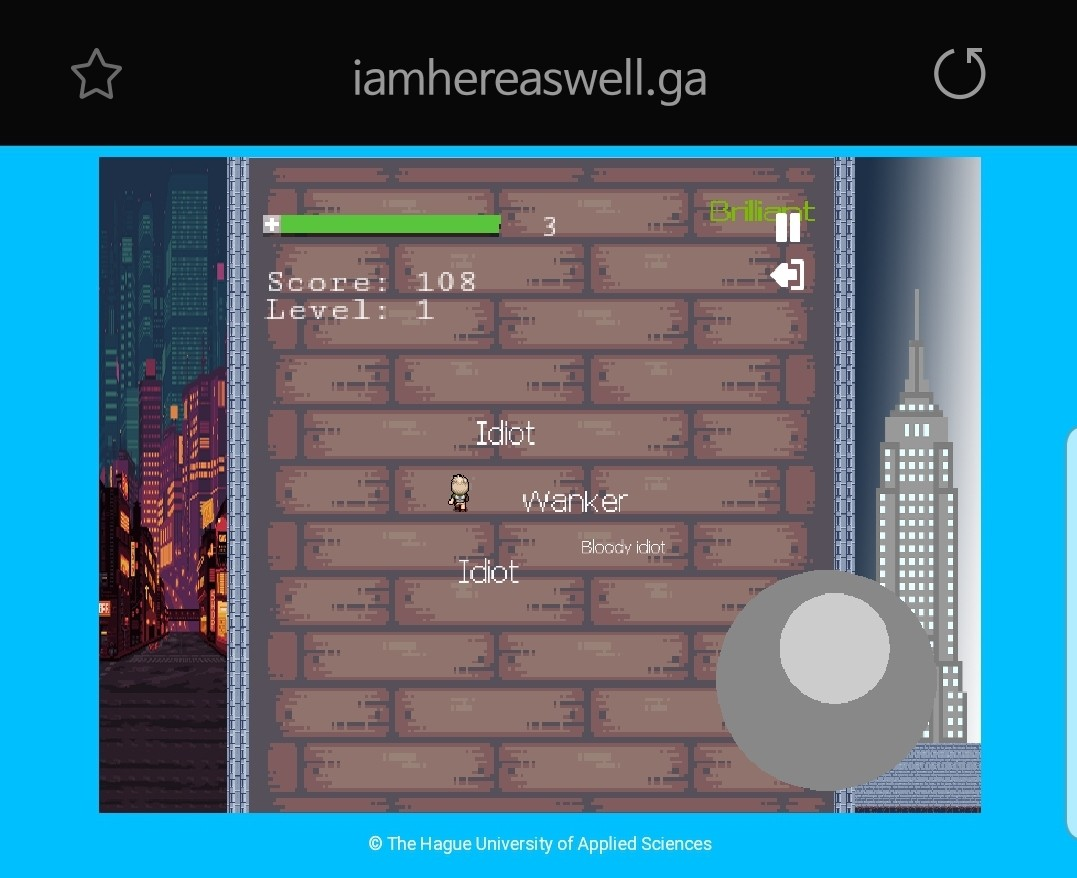 iamhereaswell.ga
Brilliant
3
Score: 108
Level: 1
Idiot
Wanker
Bloody idiot
Idiot
© The Hague University of Applied Sciences